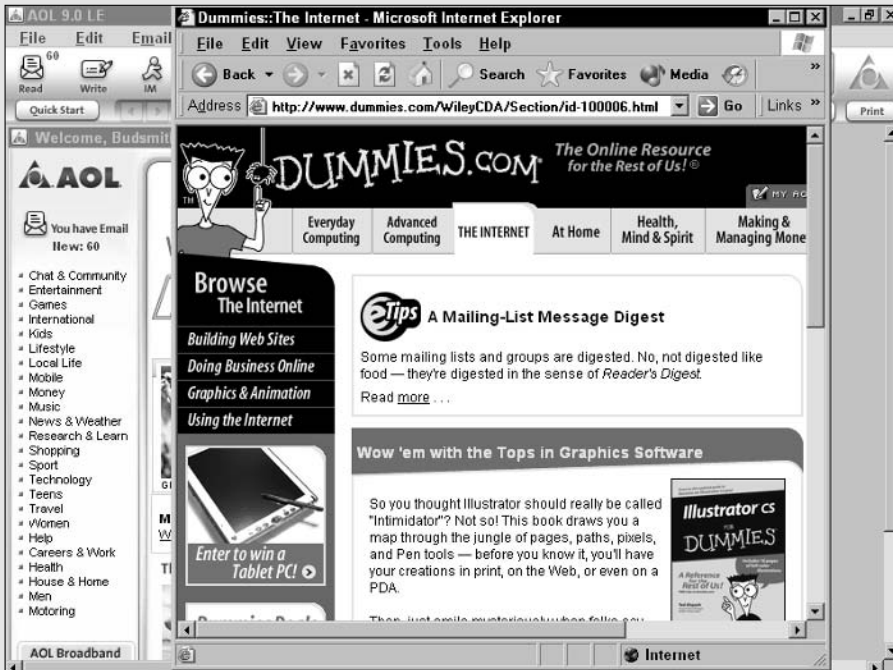 AOL 9.0 LE
File Edit Email
60
Read Write IM
Quick Start
Welcome, Budsmit
AOL
You have Email
New: 60
Chat & Community
Entertainment
Games
International
Kids
Lifestyle
Local Life
Mobile
Money
Music
News & Weather
Research & Learn
Shopping
Sport
Technology
Teens
Travel
Women
Help
Careers & Work
Health
House & Home
Men
Motoring
AOL Broadband
Dummies::The Internet - Microsoft Internet Explorer
File Edit View Favorites Tools Help
Back Search Favorites Media »
Address http://www.dummies.com/WileyCDA/Section/id-100006.html Go Links »
DUMMIES.COM®
The Online Resource
for the Rest of Us!®
TM
MY AC
Everyday Computing
Advanced Computing
THE INTERNET
At Home
Health, Mind & Spirit
Making & Managing Mone
Browse
The Internet
Building Web Sites
Doing Business Online
Graphics & Animation
Using the Internet
Enter to win a
Tablet PC!
eTips A Mailing-List Message Digest
Some mailing lists and groups are digested. No, not digested like
food — they're digested in the sense of Reader's Digest.
Read more . . .
Wow 'em with the Tops in Graphics Software
So you thought Illustrator should really be called
"Intimidator"? Not so! This book draws you a
map through the jungle of pages, paths, pixels,
and Pen tools — before you know it, you'll have
your creations in print, on the Web, or even on a
PDA.
Illustrator cs
FOR
DUMMIES
A Reference
for the
Rest of Us!
Internet
Print